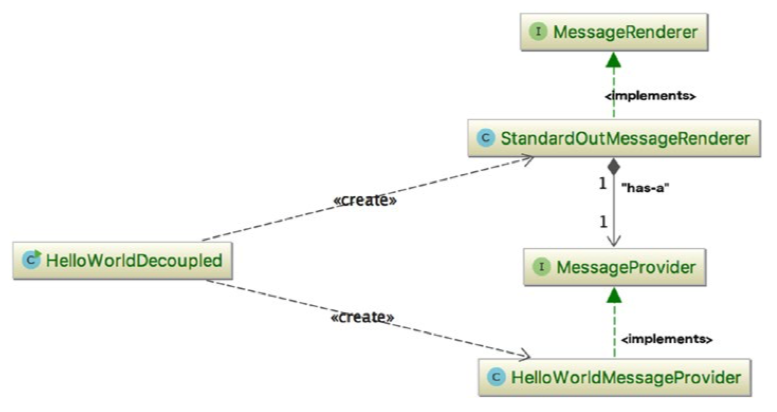 I MessageRenderer
<implements>
C StandardOutMessageRenderer
1 "has-a"
«create»
1
C HelloWorldDecoupled
I MessageProvider
«create»
<implements>
C HelloWorldMessageProvider